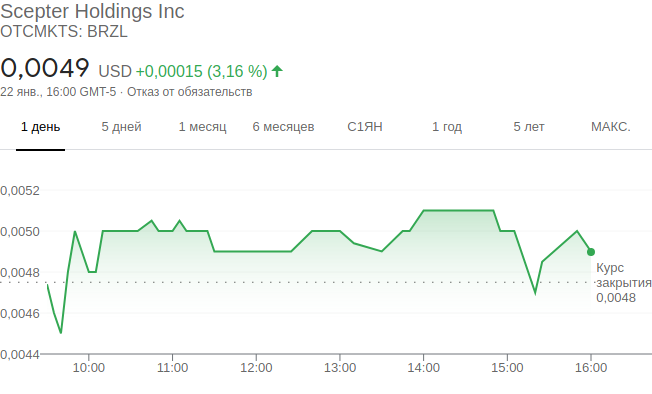 Scepter Holdings Inc
OTCMKTS: BRZL
0,0049 USD +0,00015 (3,16 %)
22 янв., 16:00 GMT-5 · Отказ от обязательств
1 день 5 дней 1 месяц 6 месяцев С1ЯН 1 год 5 лет МАКС.
0,0052
0,0050
0,0048
0,0046
0,0044
Курс
закрытия
0,0048
10:00 11:00 12:00 13:00 14:00 15:00 16:00